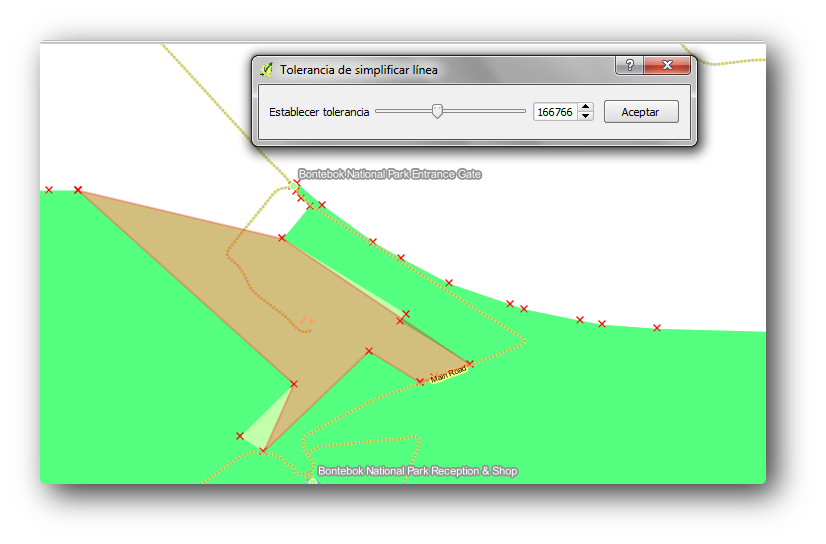 Tolerancia de simplificar línea
Establecer tolerancia
166766
Aceptar
Bontebok National Park Entrance Gate
Main Road
Bontebok National Park Reception & Shop